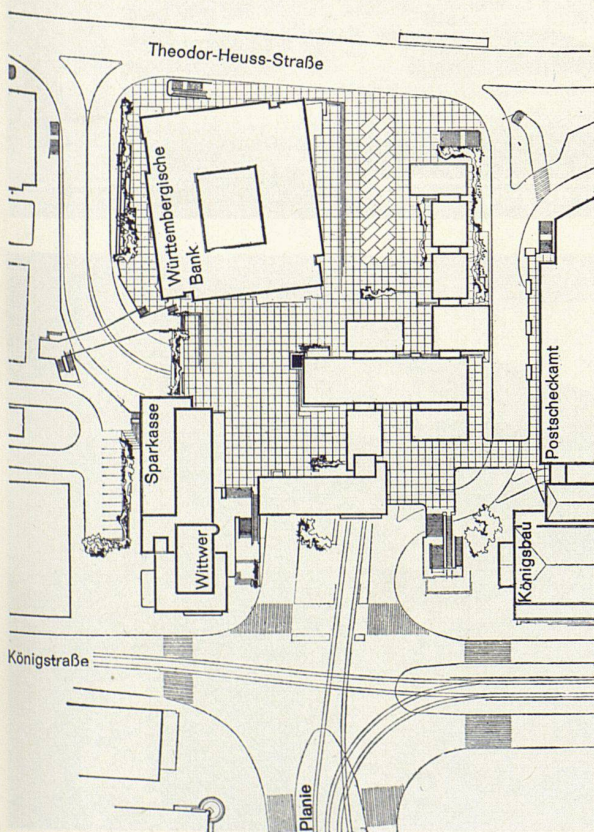 Theodor-Heuss-Straße
Württembergische
Bank
Sparkasse
Postscheckamt
Wittwer
Königsbau
Königstraße
Planie